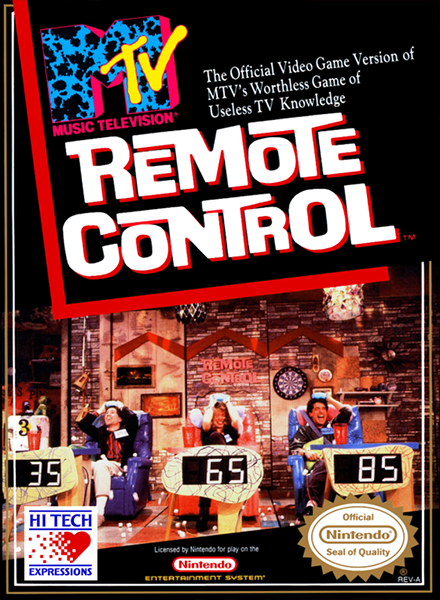 MTV
MUSIC TELEVISION®
The Official Video Game Version of
MTV's Worthless Game of
Useless TV Knowledge
REMOTE
CONTROL™
REMOTE
CONTROL
3
35
65
85
HI TECH
EXPRESSIONS
Licensed by Nintendo for play on the
Nintendo
ENTERTAINMENT SYSTEM®
Official
Nintendo
Seal of Quality
®
REV-A